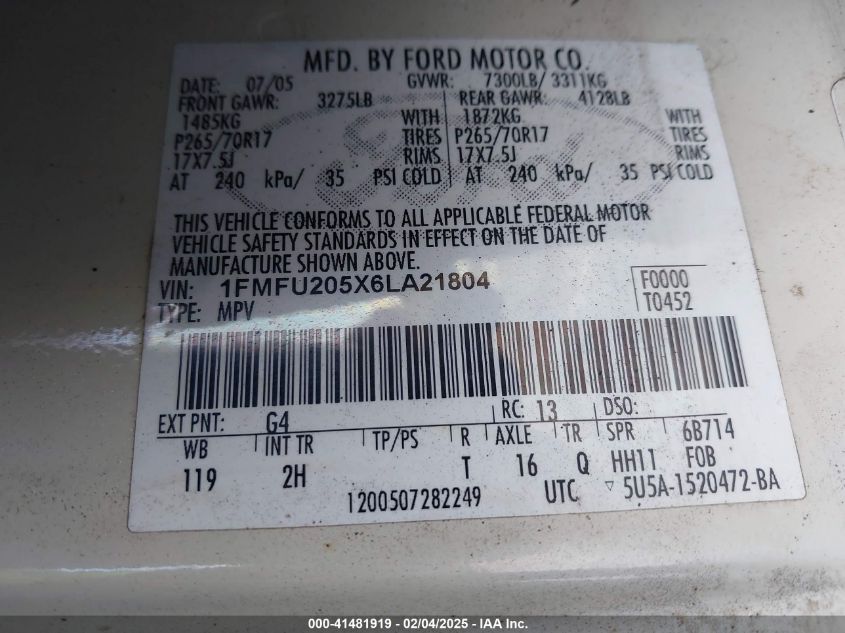 MFD. BY FORD MOTOR CO.
DATE: 07/05 GVWR: 7300LB/ 3311KG
FRONT GAWR: 3275LB REAR GAWR: 4128LB
1485KG WITH 1872KG WITH
P265/70R17 TIRES P265/70R17 TIRES
17X7.5J RIMS 17X7.5J RIMS
AT 240 kPa/ 35 PSI COLD AT 240 kPa/ 35 PSI COLD
THIS VEHICLE CONFORMS TO ALL APPLICABLE FEDERAL MOTOR
VEHICLE SAFETY STANDARDS IN EFFECT ON THE DATE OF
MANUFACTURE SHOWN ABOVE.
VIN: 1FMFU205X6LA21804 F0000
TYPE: MPV T0452
EXT PNT: G4 RC: 13 DSO:
WB INT TR TP/PS R AXLE TR SPR 6B714
119 2H T 16 Q HH11 FOB
1200507282249 UTC ▽ 5U5A-1520472-BA
000-41481919 - 02/04/2025 - IAA Inc.